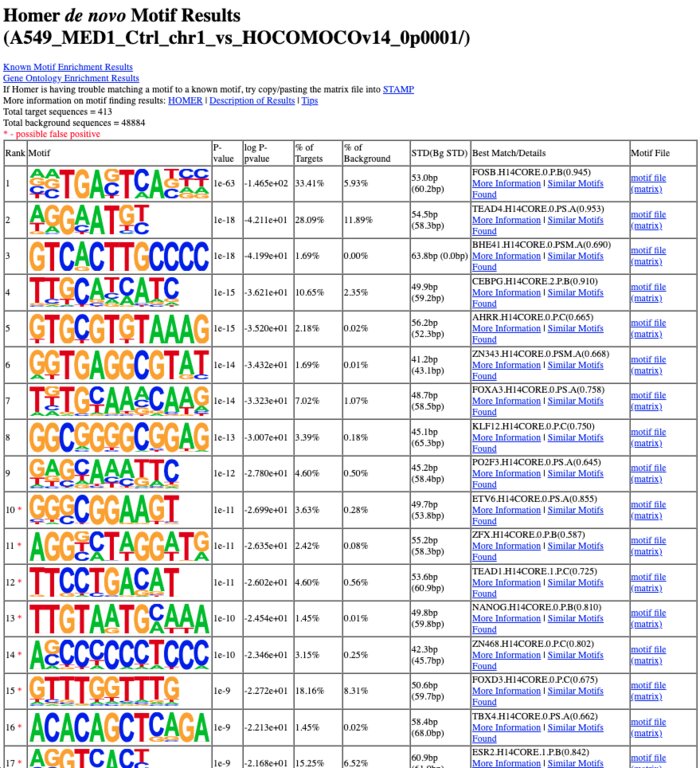 Homer de novo Motif Results
(A549_MED1_Ctrl_chr1_vs_HOCOMOCOv14_0p0001/)
Known Motif Enrichment Results
Gene Ontology Enrichment Results
If Homer is having trouble matching a motif to a known motif, try copy/pasting the matrix file into STAMP
More information on motif finding results: HOMER | Description of Results | Tips
Total target sequences = 413
Total background sequences = 48884
* - possible false positive
Rank Motif P-value log P-pvalue % of Targets % of Background STD(Bg STD) Best Match/Details Motif File
1 1e-63 -1.465e+02 33.41% 5.93% 53.0bp (60.2bp) FOSB.H14CORE.0.P.B(0.945) More Information | Similar Motifs Found motif file (matrix)
2 AGGAATGT 1e-18 -4.211e+01 28.09% 11.89% 54.5bp (58.3bp) TEAD4.H14CORE.0.PS.A(0.953) More Information | Similar Motifs Found motif file (matrix)
3 GTCACTTGCCCC 1e-18 -4.199e+01 1.69% 0.00% 63.8bp (0.0bp) BHE41.H14CORE.0.PSM.A(0.690) More Information | Similar Motifs Found motif file (matrix)
4 TTGCATCATC 1e-15 -3.621e+01 10.65% 2.35% 49.9bp (59.2bp) CEBPG.H14CORE.2.P.B(0.910) More Information | Similar Motifs Found motif file (matrix)
5 GTGCGTGTAAAG 1e-15 -3.520e+01 2.18% 0.02% 56.2bp (52.3bp) AHRR.H14CORE.0.P.C(0.665) More Information | Similar Motifs Found motif file (matrix)
6 GGTGAGGCGTAT 1e-14 -3.432e+01 1.69% 0.01% 41.2bp (43.1bp) ZN343.H14CORE.0.PSM.A(0.668) More Information | Similar Motifs Found motif file (matrix)
7 TGTTGCAAACAAG 1e-14 -3.323e+01 7.02% 1.07% 48.7bp (58.5bp) FOXA3.H14CORE.0.PS.A(0.758) More Information | Similar Motifs Found motif file (matrix)
8 GGCGGGGCGGAG 1e-13 -3.007e+01 3.39% 0.18% 45.1bp (65.3bp) KLF12.H14CORE.0.P.C(0.750) More Information | Similar Motifs Found motif file (matrix)
9 GAGCAAATTC 1e-12 -2.780e+01 4.60% 0.50% 45.2bp (58.4bp) PO2F3.H14CORE.0.PS.A(0.645) More Information | Similar Motifs Found motif file (matrix)
10 * GGGCGGAAGT 1e-11 -2.699e+01 3.63% 0.28% 49.7bp (53.8bp) ETV6.H14CORE.0.PS.A(0.855) More Information | Similar Motifs Found motif file (matrix)
11 * AGGCCTAGGATG 1e-11 -2.635e+01 2.42% 0.08% 55.2bp (58.3bp) ZFX.H14CORE.0.P.B(0.587) More Information | Similar Motifs Found motif file (matrix)
12 * TTCCTGACAT 1e-11 -2.602e+01 4.60% 0.56% 53.6bp (60.9bp) TEAD1.H14CORE.1.P.C(0.725) More Information | Similar Motifs Found motif file (matrix)
13 * TTGTAATGCAAA 1e-10 -2.454e+01 1.45% 0.01% 49.8bp (59.8bp) NANOG.H14CORE.0.P.B(0.810) More Information | Similar Motifs Found motif file (matrix)
14 * AGCCCCCCTCCC 1e-10 -2.346e+01 3.15% 0.25% 42.3bp (45.7bp) ZN468.H14CORE.0.P.C(0.802) More Information | Similar Motifs Found motif file (matrix)
15 * GTTTGGTTTG 1e-9 -2.272e+01 18.16% 8.31% 50.6bp (59.7bp) FOXD3.H14CORE.0.P.C(0.675) More Information | Similar Motifs Found motif file (matrix)
16 * ACACAGCTCAGA 1e-9 -2.213e+01 1.45% 0.02% 58.4bp (68.0bp) TBX4.H14CORE.0.PS.A(0.662) More Information | Similar Motifs Found motif file (matrix)
17 * AGGTCACT 1e-9 -2.168e+01 15.25% 6.52% 60.9bp ESR2.H14CORE.1.P.B(0.842) More Information | Similar Motifs motif file (matrix)